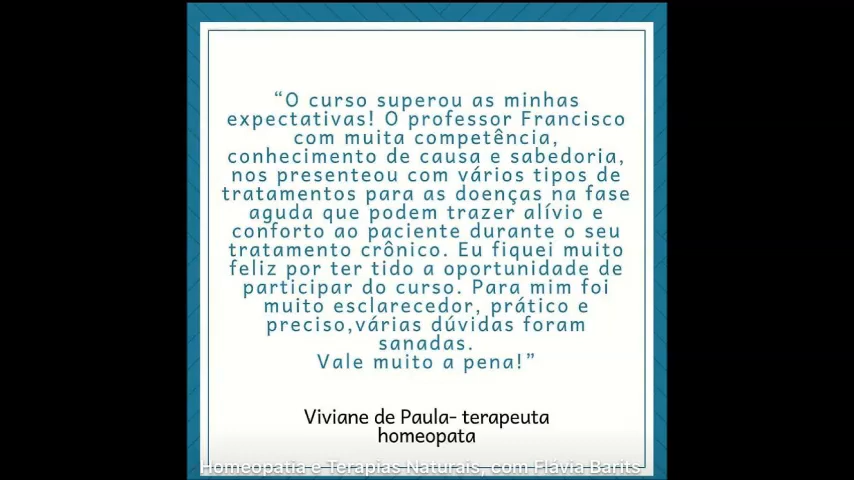 “O curso superou as minhas
expectativas! O professor Francisco
com muita competência,
conhecimento de causa e sabedoria,
nos presenteou com vários tipos de
tratamentos para as doenças na fase
aguda que podem trazer alívio e
conforto ao paciente durante o seu
tratamento crônico. Eu fiquei muito
feliz por ter tido a oportunidade de
participar do curso. Para mim foi
muito esclarecedor, prático e
preciso,várias dúvidas foram
sanadas.
Vale muito a pena!”
Viviane de Paula- terapeuta
homeopata
Homeopatia e Terapias Naturais, com Flávia Barits